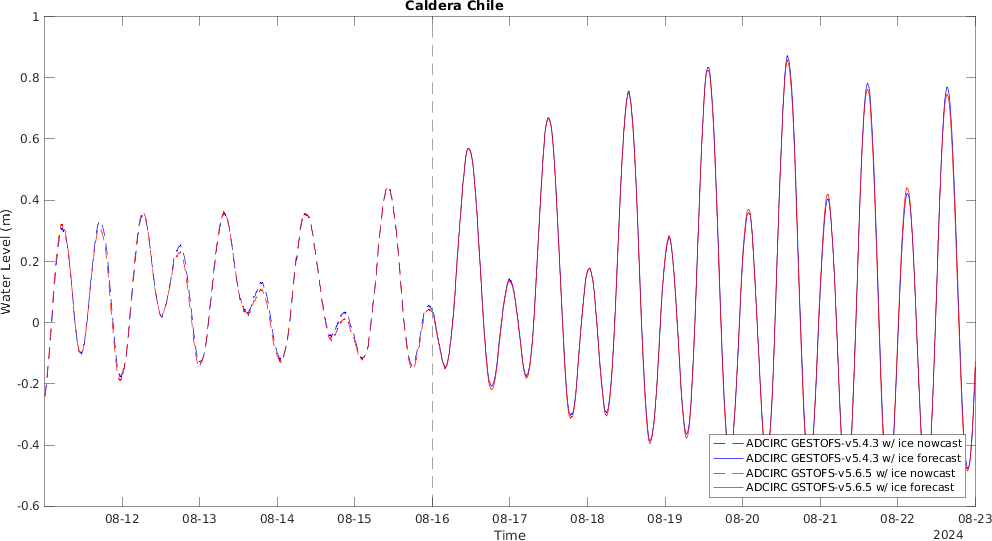 Caldera Chile
1
0.8
0.6
0.4
0.2
0
-0.2
-0.4
-0.6
Water Level (m)
ADCIRC GESTOFS-v5.4.3 w/ ice nowcast
ADCIRC GESTOFS-v5.4.3 w/ ice forecast
ADCIRC GSTOFS-v5.6.5 w/ ice nowcast
ADCIRC GSTOFS-v5.6.5 w/ ice forecast
08-12 08-13 08-14 08-15 08-16 08-17 08-18 08-19 08-20 08-21 08-22 08-23
Time
2024